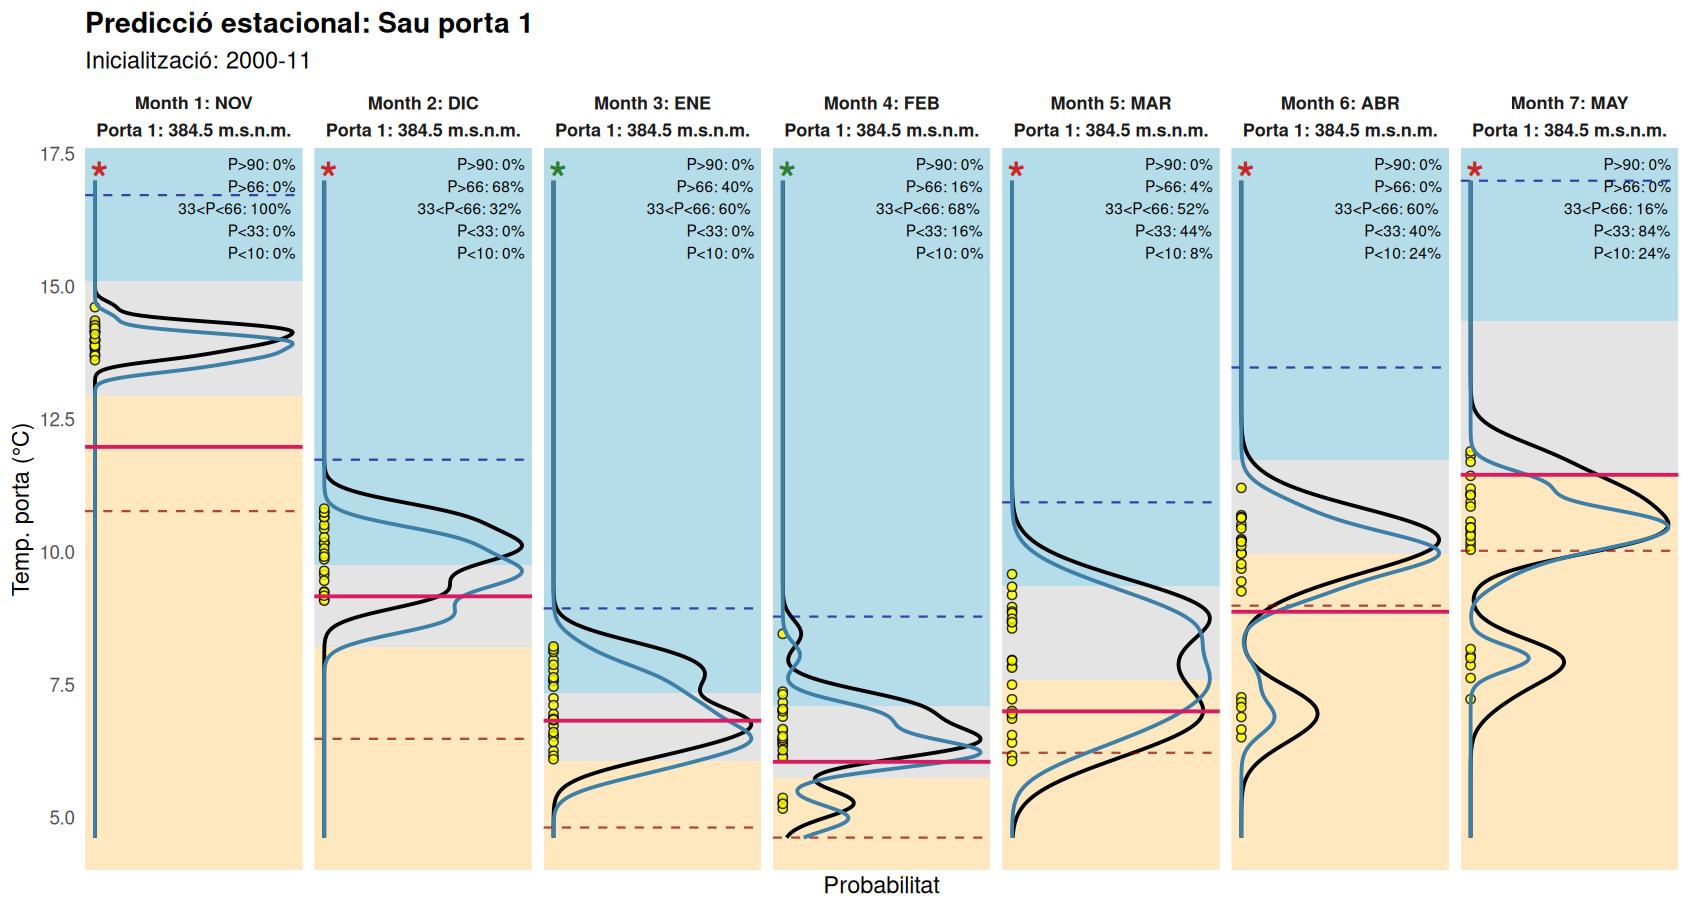 Predicció estacional: Sau porta 1
Inicialització: 2000-11
Month 1: NOV
Porta 1: 384.5 m.s.n.m.
Month 2: DIC
Porta 1: 384.5 m.s.n.m.
Month 3: ENE
Porta 1: 384.5 m.s.n.m.
Month 4: FEB
Porta 1: 384.5 m.s.n.m.
Month 5: MAR
Porta 1: 384.5 m.s.n.m.
Month 6: ABR
Porta 1: 384.5 m.s.n.m.
Month 7: MAY
Porta 1: 384.5 m.s.n.m.
Temp. porta (°C)
17.5
15.0
12.5
10.0
7.5
5.0
*
P>90: 0%
P>66: 0%
33<P<66: 100%
P<33: 0%
P<10: 0%
*
P>90: 0%
P>66: 68%
33<P<66: 32%
P<33: 0%
P<10: 0%
*
P>90: 0%
P>66: 40%
33<P<66: 60%
P<33: 0%
P<10: 0%
*
P>90: 0%
P>66: 16%
33<P<66: 68%
P<33: 16%
P<10: 0%
*
P>90: 0%
P>66: 4%
33<P<66: 52%
P<33: 44%
P<10: 8%
*
P>90: 0%
P>66: 0%
33<P<66: 60%
P<33: 40%
P<10: 24%
*
P>90: 0%
P>66: 0%
33<P<66: 16%
P<33: 84%
P<10: 24%
Probabilitat